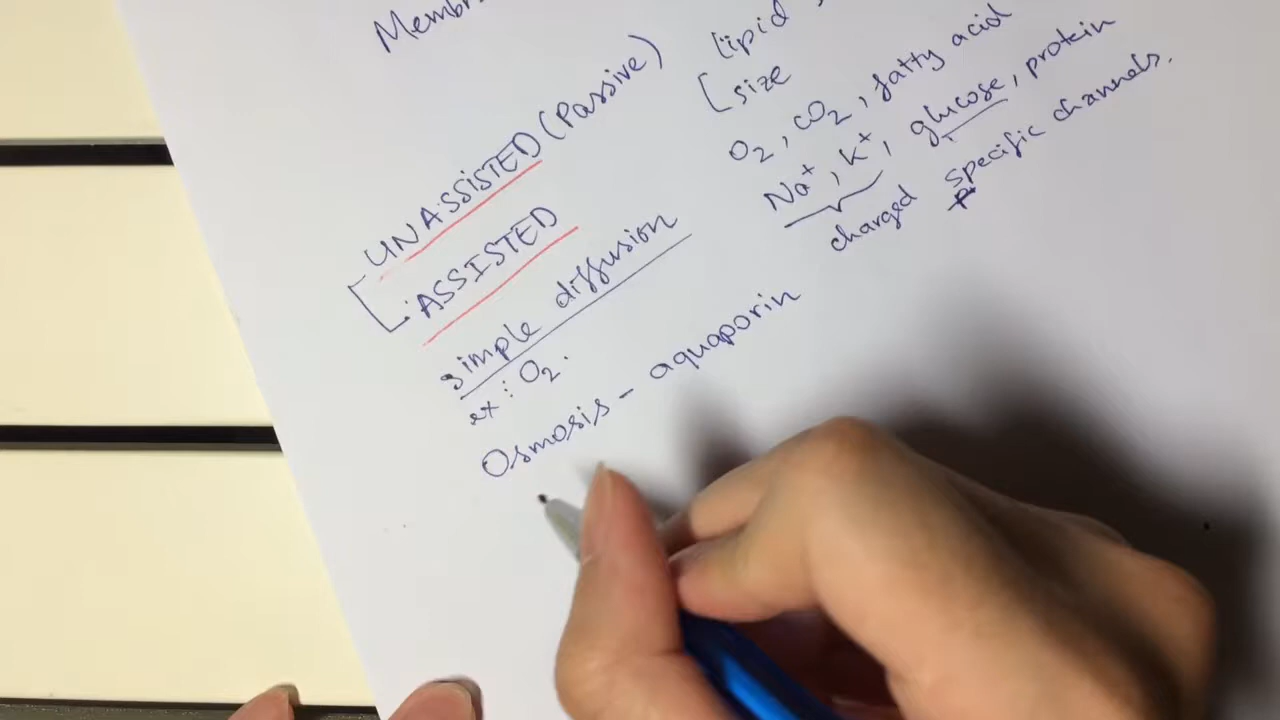 UNASSiSTED (Passive)
ASSISTED
simple diffusion
ex : O2.
Osmosis - aquaporin
lipid
size
O2, CO2, fatty acid
Na+, K+, glucose, protein
charged specific channels.